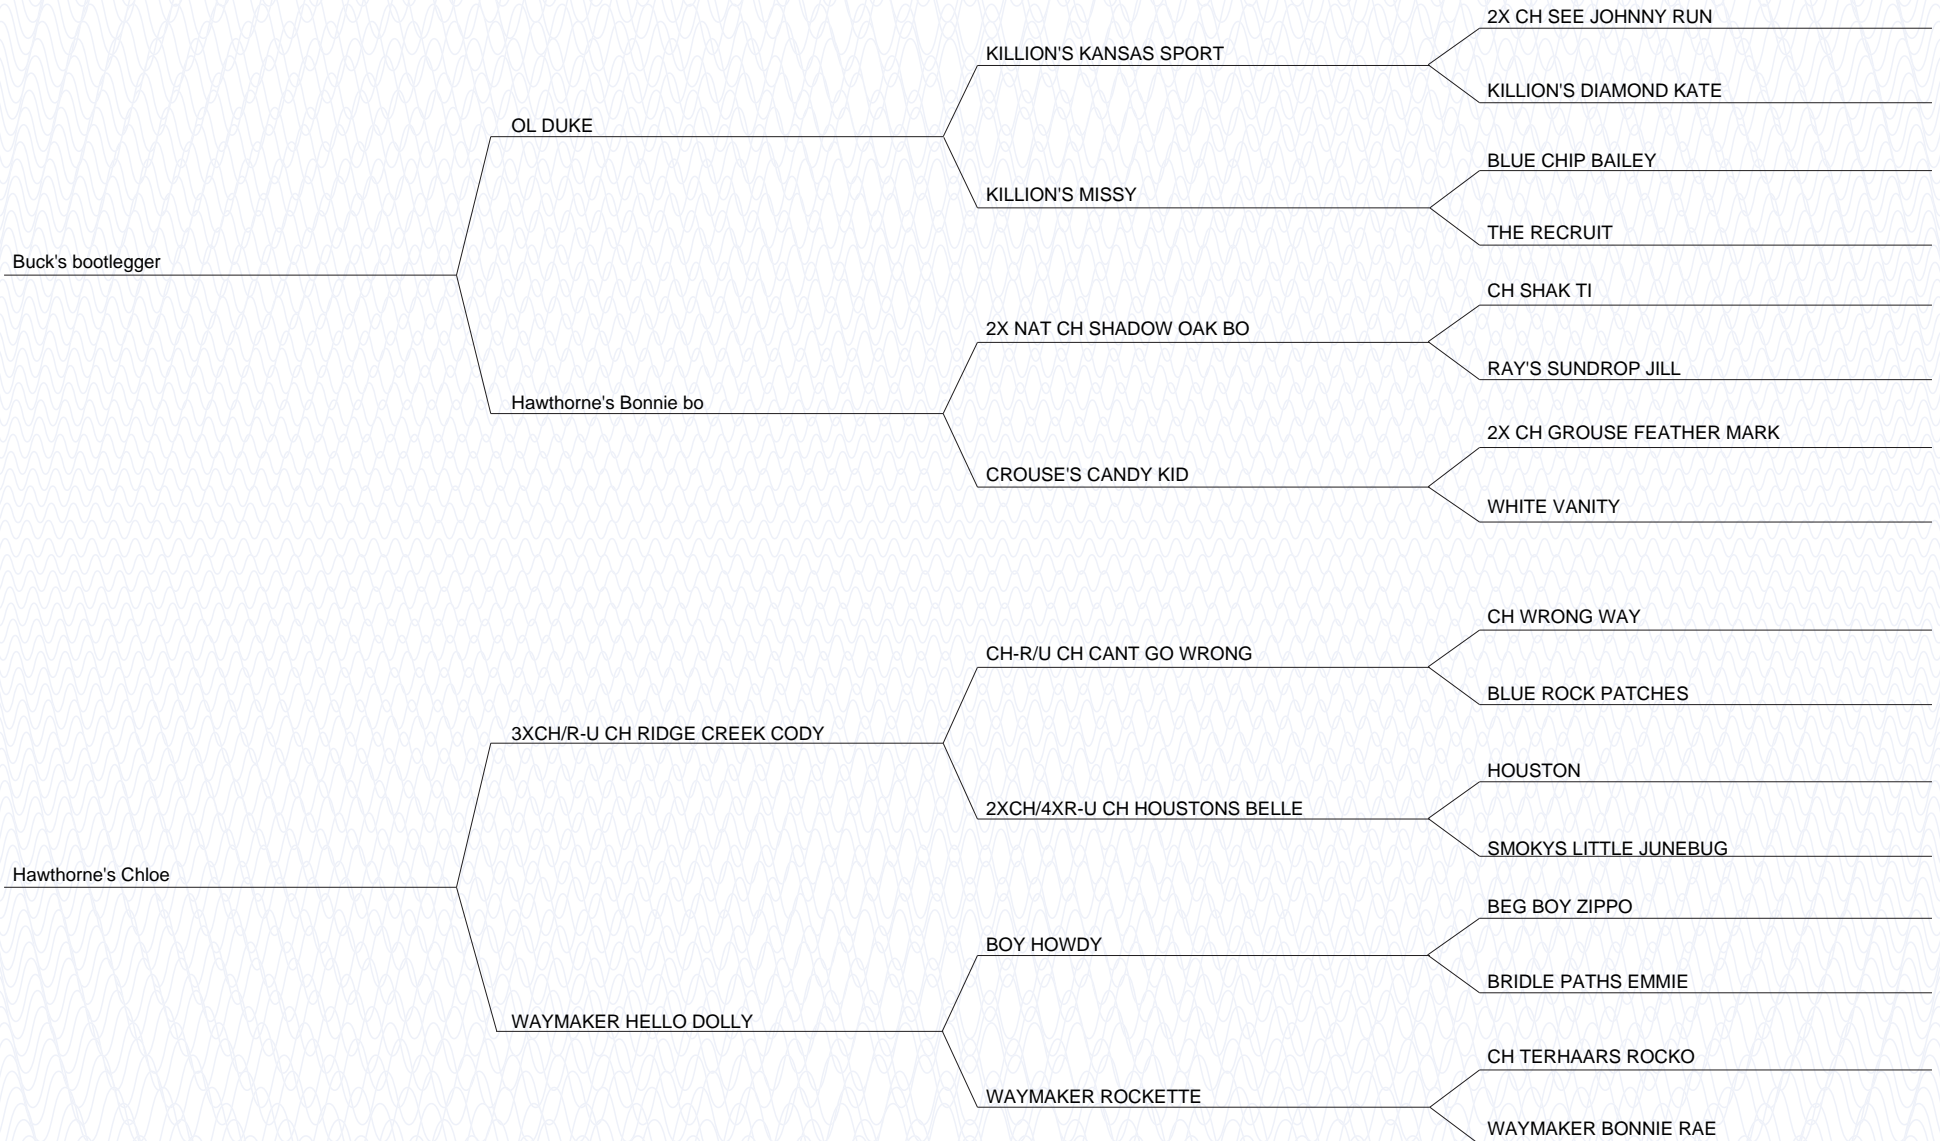 2X CH SEE JOHNNY RUN
KILLION'S KANSAS SPORT
KILLION'S DIAMOND KATE
OL DUKE
BLUE CHIP BAILEY
KILLION'S MISSY
THE RECRUIT
Buck's bootlegger
CH SHAK TI
2X NAT CH SHADOW OAK BO
RAY'S SUNDROP JILL
Hawthorne's Bonnie bo
2X CH GROUSE FEATHER MARK
CROUSE'S CANDY KID
WHITE VANITY
CH WRONG WAY
CH-R/U CH CANT GO WRONG
BLUE ROCK PATCHES
3XCH/R-U CH RIDGE CREEK CODY
HOUSTON
2XCH/4XR-U CH HOUSTONS BELLE
SMOKYS LITTLE JUNEBUG
Hawthorne's Chloe
BEG BOY ZIPPO
BOY HOWDY
BRIDLE PATHS EMMIE
WAYMAKER HELLO DOLLY
CH TERHAARS ROCKO
WAYMAKER ROCKETTE
WAYMAKER BONNIE RAE